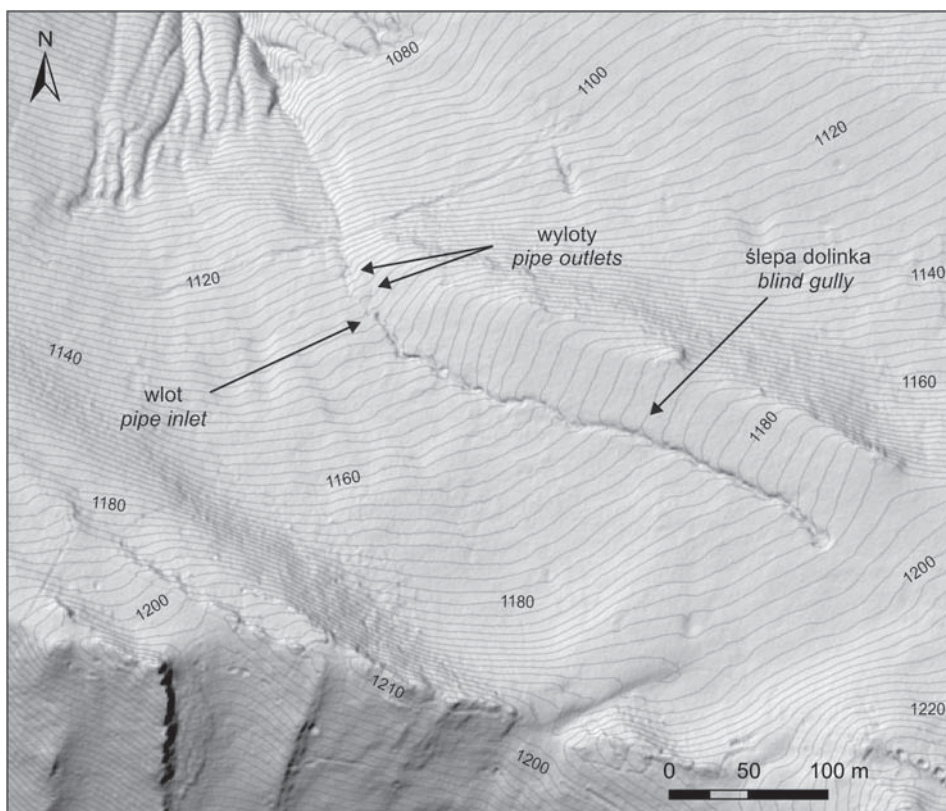 N
1080
1100
1120
wyloty
pipe outlets
ślepa dolinka
blind gully
1120
1140
1140
wlot
pipe inlet
1160
1180
1160
1180
1200
1200
1180
1210
1220
1200
0 50 100 m